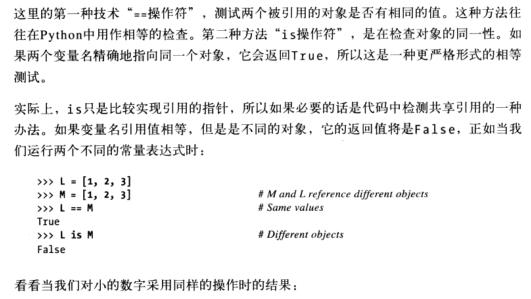 这里的第一种技术“==操作符”，测试两个被引用的对象是否有相同的值。这种方法往
往在Python中用作相等的检查。第二种方法“is操作符”，是在检查对象的同一性。如
果两个变量名精确地指向同一个对象，它会返回True，所以这是一种更严格形式的相等
测试。
实际上，is只是比较实现引用的指针，所以如果必要的话是代码中检测共享引用的一种
办法。如果变量名引用值相等，但是是不同的对象，它的返回值将是False，正如当我
们运行两个不同的常量表达式时：
>>> L = [1, 2, 3]
>>> M = [1, 2, 3] # M and L reference different objects
>>> L == M # Same values
True
>>> L is M # Different objects
False
看看当我们对小的数字采用同样的操作时的结果：